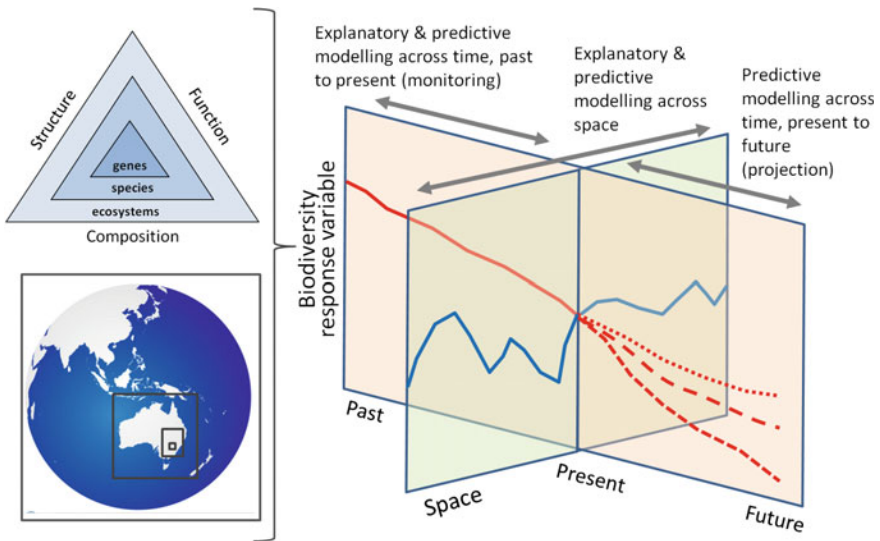 Structure
Function
genes
species
ecosystems
Composition
Explanatory & predictive
modelling across time, past
to present (monitoring)
Explanatory &
predictive
modelling across
space
Predictive
modelling across
time, present to
future
(projection)
Biodiversity
response variable
Past
Space
Present
Future